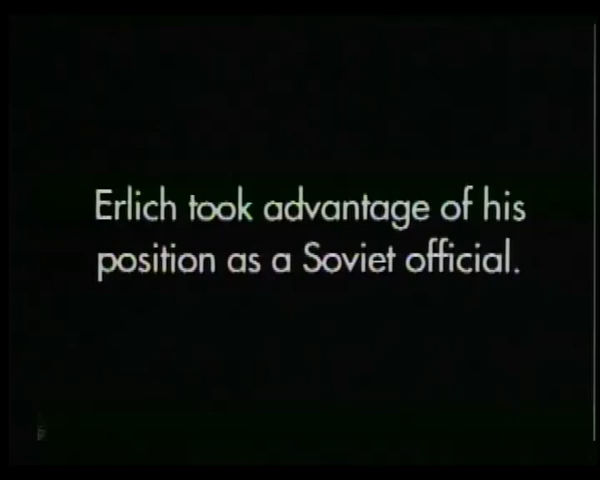 Erlich took advantage of his
position as a Soviet official.